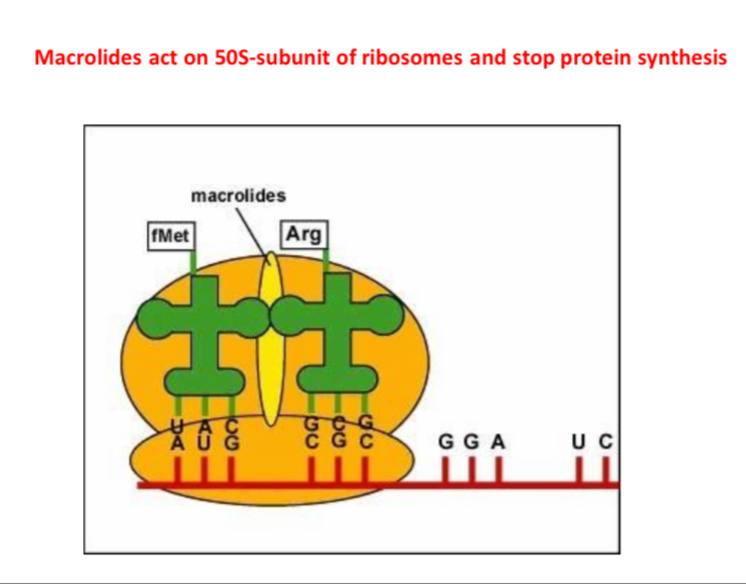 Macrolides act on 50S-subunit of ribosomes and stop protein synthesis
macrolides
fMet
Arg
U A C G C G
A U G C G C G G A U C